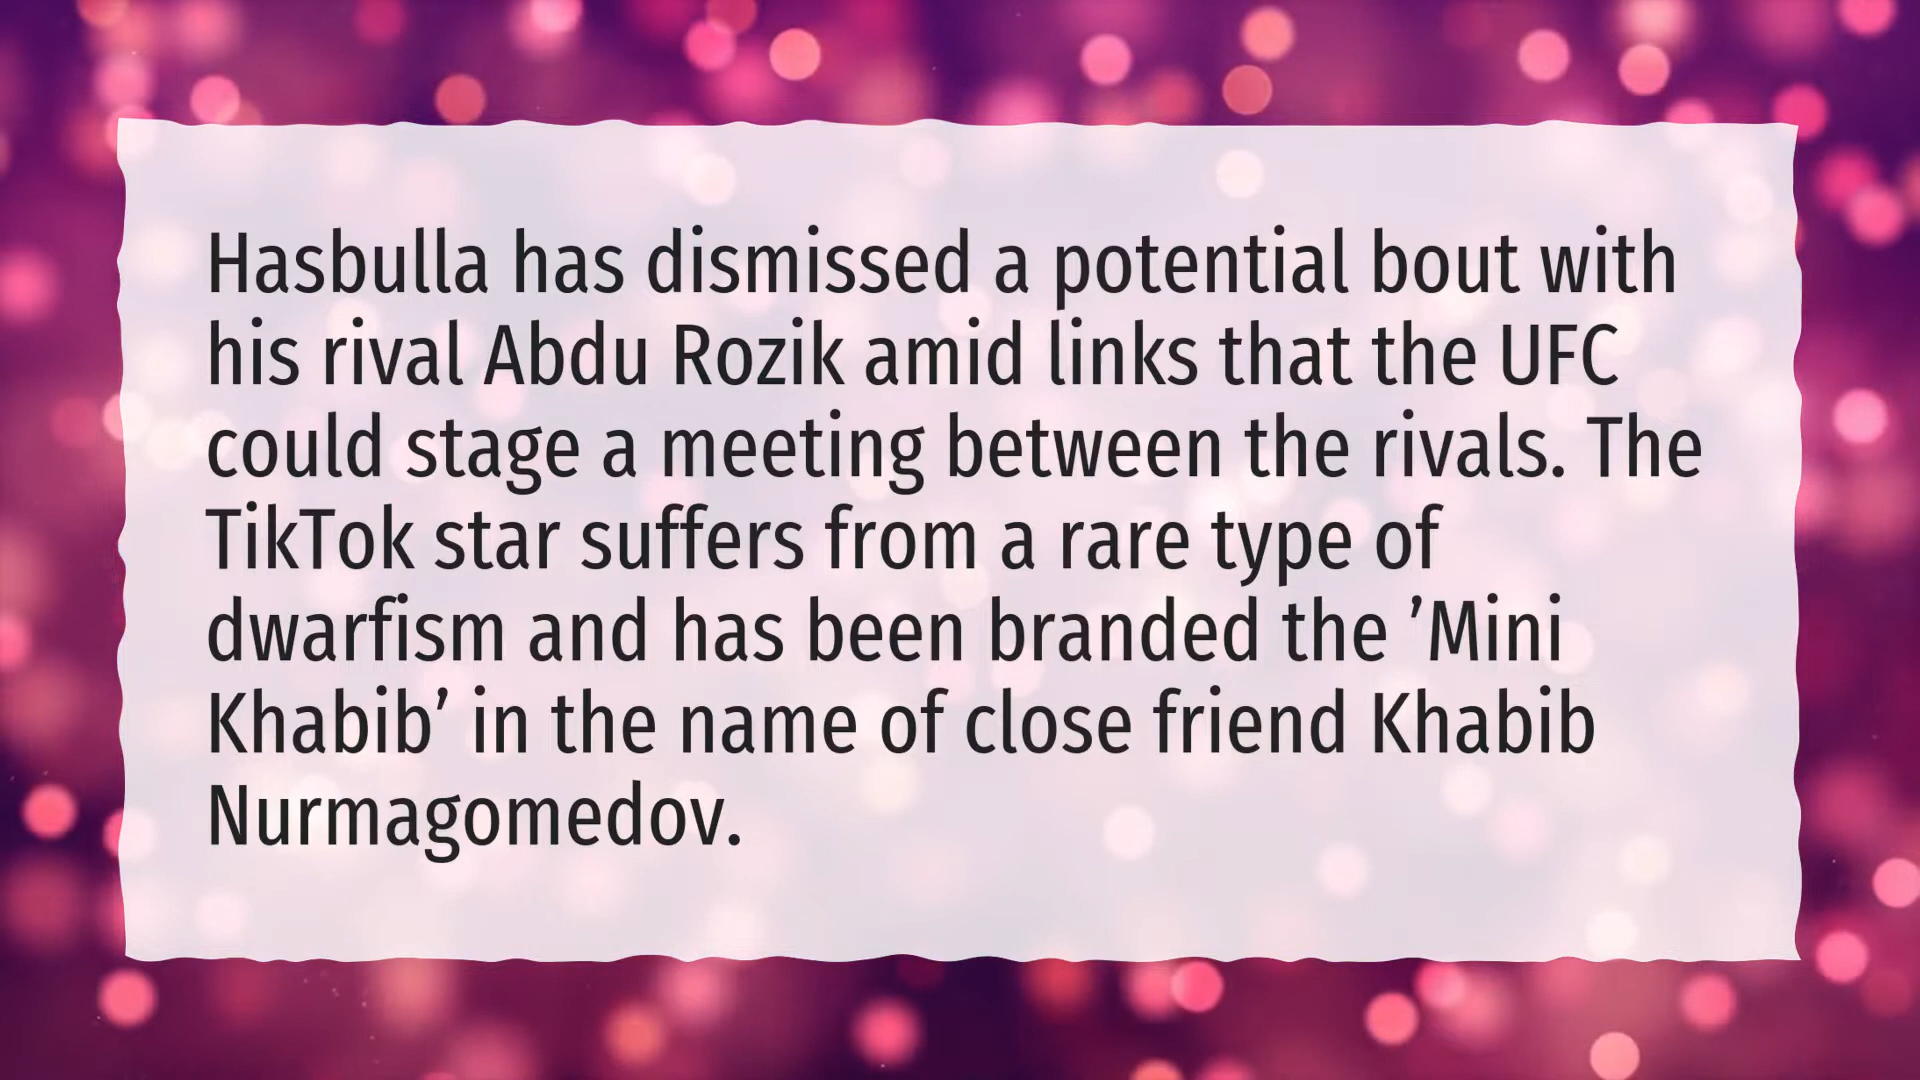 Hasbulla has dismissed a potential bout with
his rival Abdu Rozik amid links that the UFC
could stage a meeting between the rivals. The
TikTok star suffers from a rare type of
dwarfism and has been branded the ’Mini
Khabib’ in the name of close friend Khabib
Nurmagomedov.